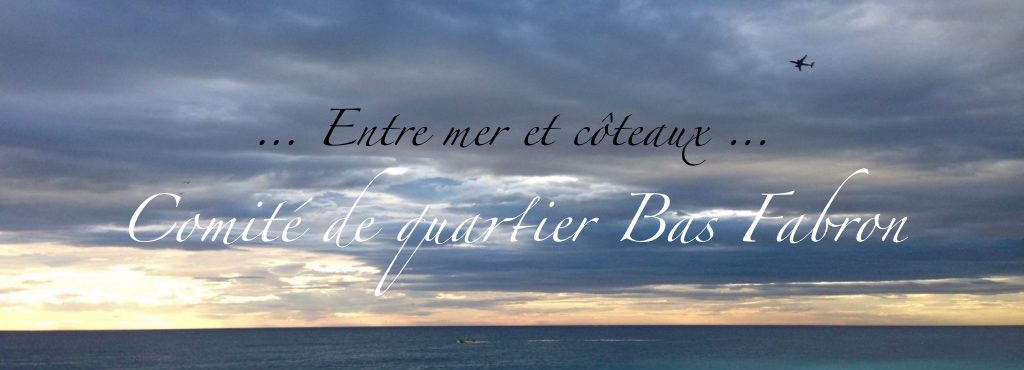 ... Entre mer et côteaux ...
Comité de quartier Bas Fabron